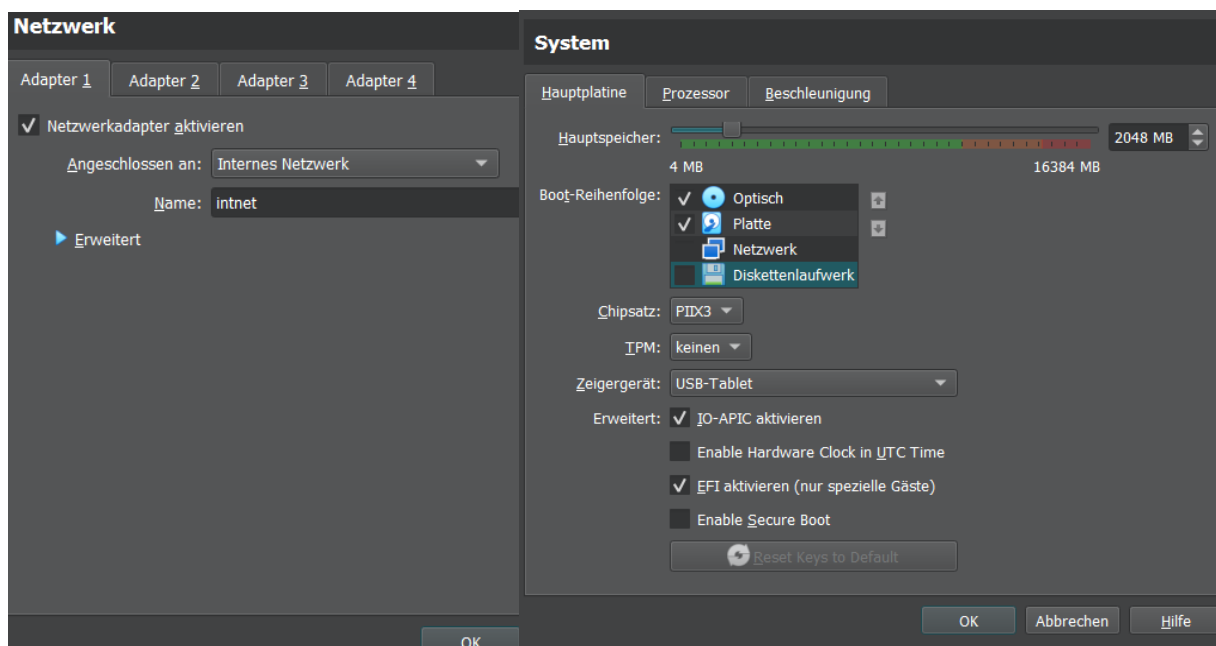 Netzwerk
Adapter 1 Adapter 2 Adapter 3 Adapter 4
Netzwerkadapter aktivieren
Angeschlossen an: Internes Netzwerk
Name: intnet
Erweitert
OK
System
Hauptplatine Prozessor Beschleunigung
Hauptspeicher: 2048 MB
4 MB 16384 MB
Boot-Reihenfolge: Optisch
Platte
Netzwerk
Diskettenlaufwerk
Chipsatz: PIIX3
TPM: keinen
Zeigergerät: USB-Tablet
Erweitert: IO-APIC aktivieren
Enable Hardware Clock in UTC Time
EFI aktivieren (nur spezielle Gäste)
Enable Secure Boot
Reset Keys to Default
OK Abbrechen Hilfe